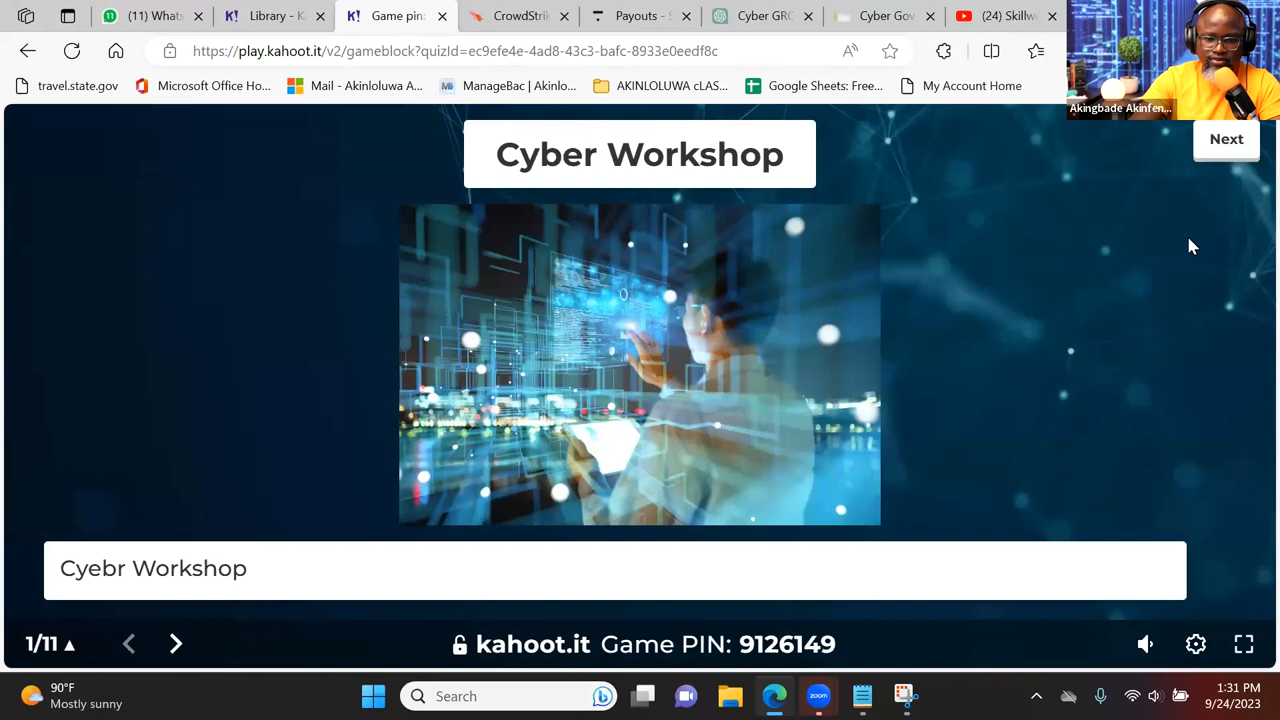 (11) Whats
Library - K
Game pin:
CrowdStrik
Payouts - S
Cyber GRC
Cyber Gov
(24) Skillw
https://play.kahoot.it/v2/gameblock?quizId=ec9efe4e-4ad8-43c3-bafc-8933e0eedf8c
travel.state.gov
Microsoft Office Ho...
Mail - Akinloluwa A...
ManageBac | Akinlo...
AKINLOLUWA cLAS...
Google Sheets: Free...
My Account Home
Akingbade Akinfen...
Cyber Workshop
Next
Cyebr Workshop
1/11
kahoot.it Game PIN: 9126149
90°F
Mostly sunny
Search
zoom
1:31 PM
9/24/2023